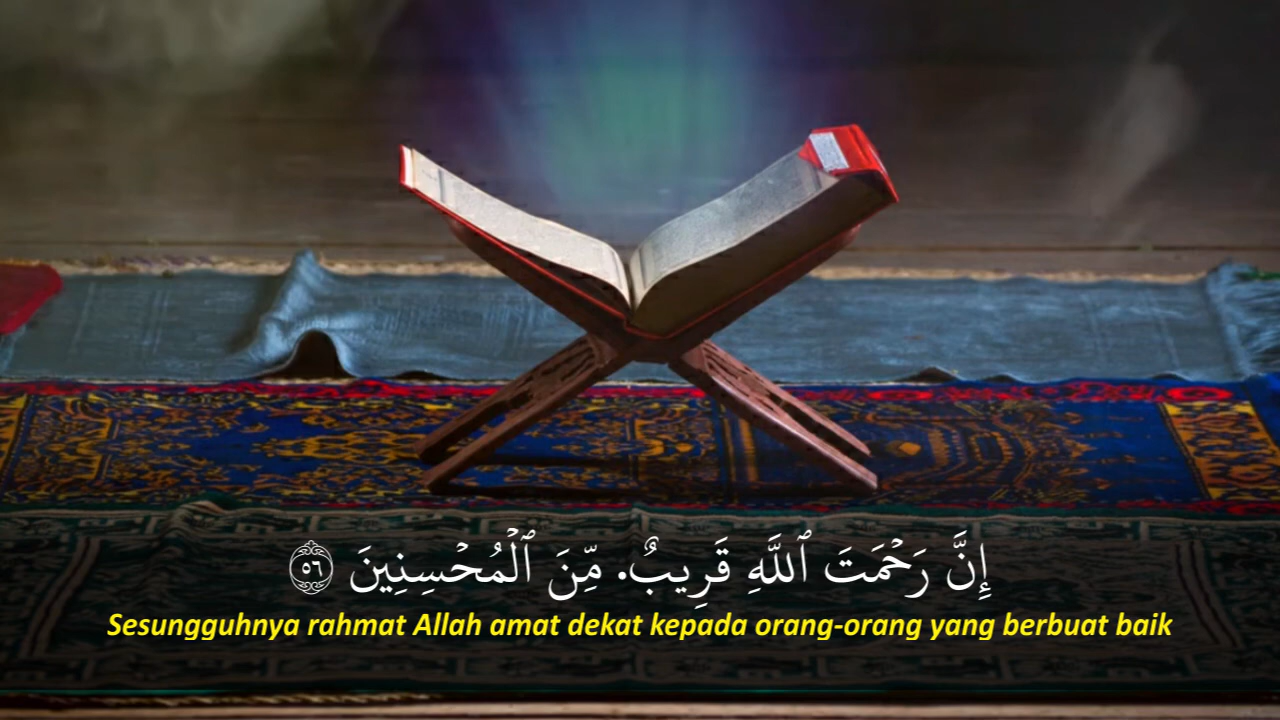 إِنَّ رَحْمَتَ ٱللَّهِ قَرِيبٌ مِّنَ ٱلْمُحْسِنِينَ ۝٥٦
Sesungguhnya rahmat Allah amat dekat kepada orang-orang yang berbuat baik